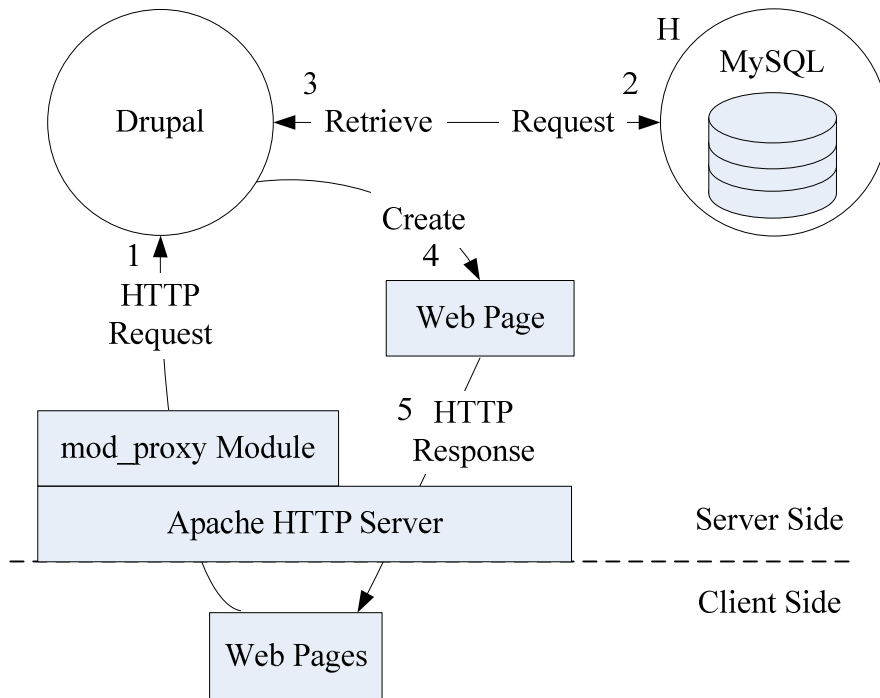 H
MySQL
3
2
Drupal
Retrieve
Request
Create
1
4
HTTP
Request
Web Page
5
HTTP
Response
mod_proxy Module
Apache HTTP Server
Server Side
Client Side
Web Pages